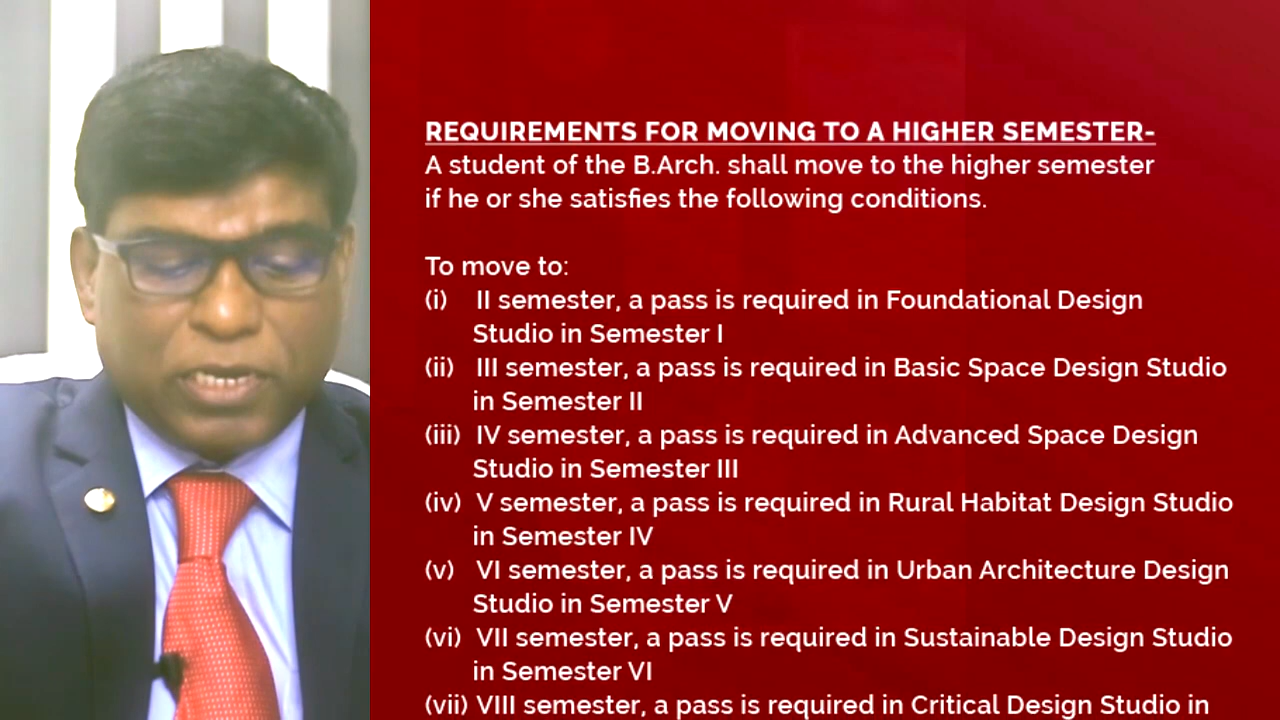 REQUIREMENTS FOR MOVING TO A HIGHER SEMESTER-
A student of the B.Arch. shall move to the higher semester
if he or she satisfies the following conditions.
To move to:
(i) II semester, a pass is required in Foundational Design
Studio in Semester I
(ii) III semester, a pass is required in Basic Space Design Studio
in Semester II
(iii) IV semester, a pass is required in Advanced Space Design
Studio in Semester III
(iv) V semester, a pass is required in Rural Habitat Design Studio
in Semester IV
(v) VI semester, a pass is required in Urban Architecture Design
Studio in Semester V
(vi) VII semester, a pass is required in Sustainable Design Studio
in Semester VI
(vii) VIII semester, a pass is required in Critical Design Studio in